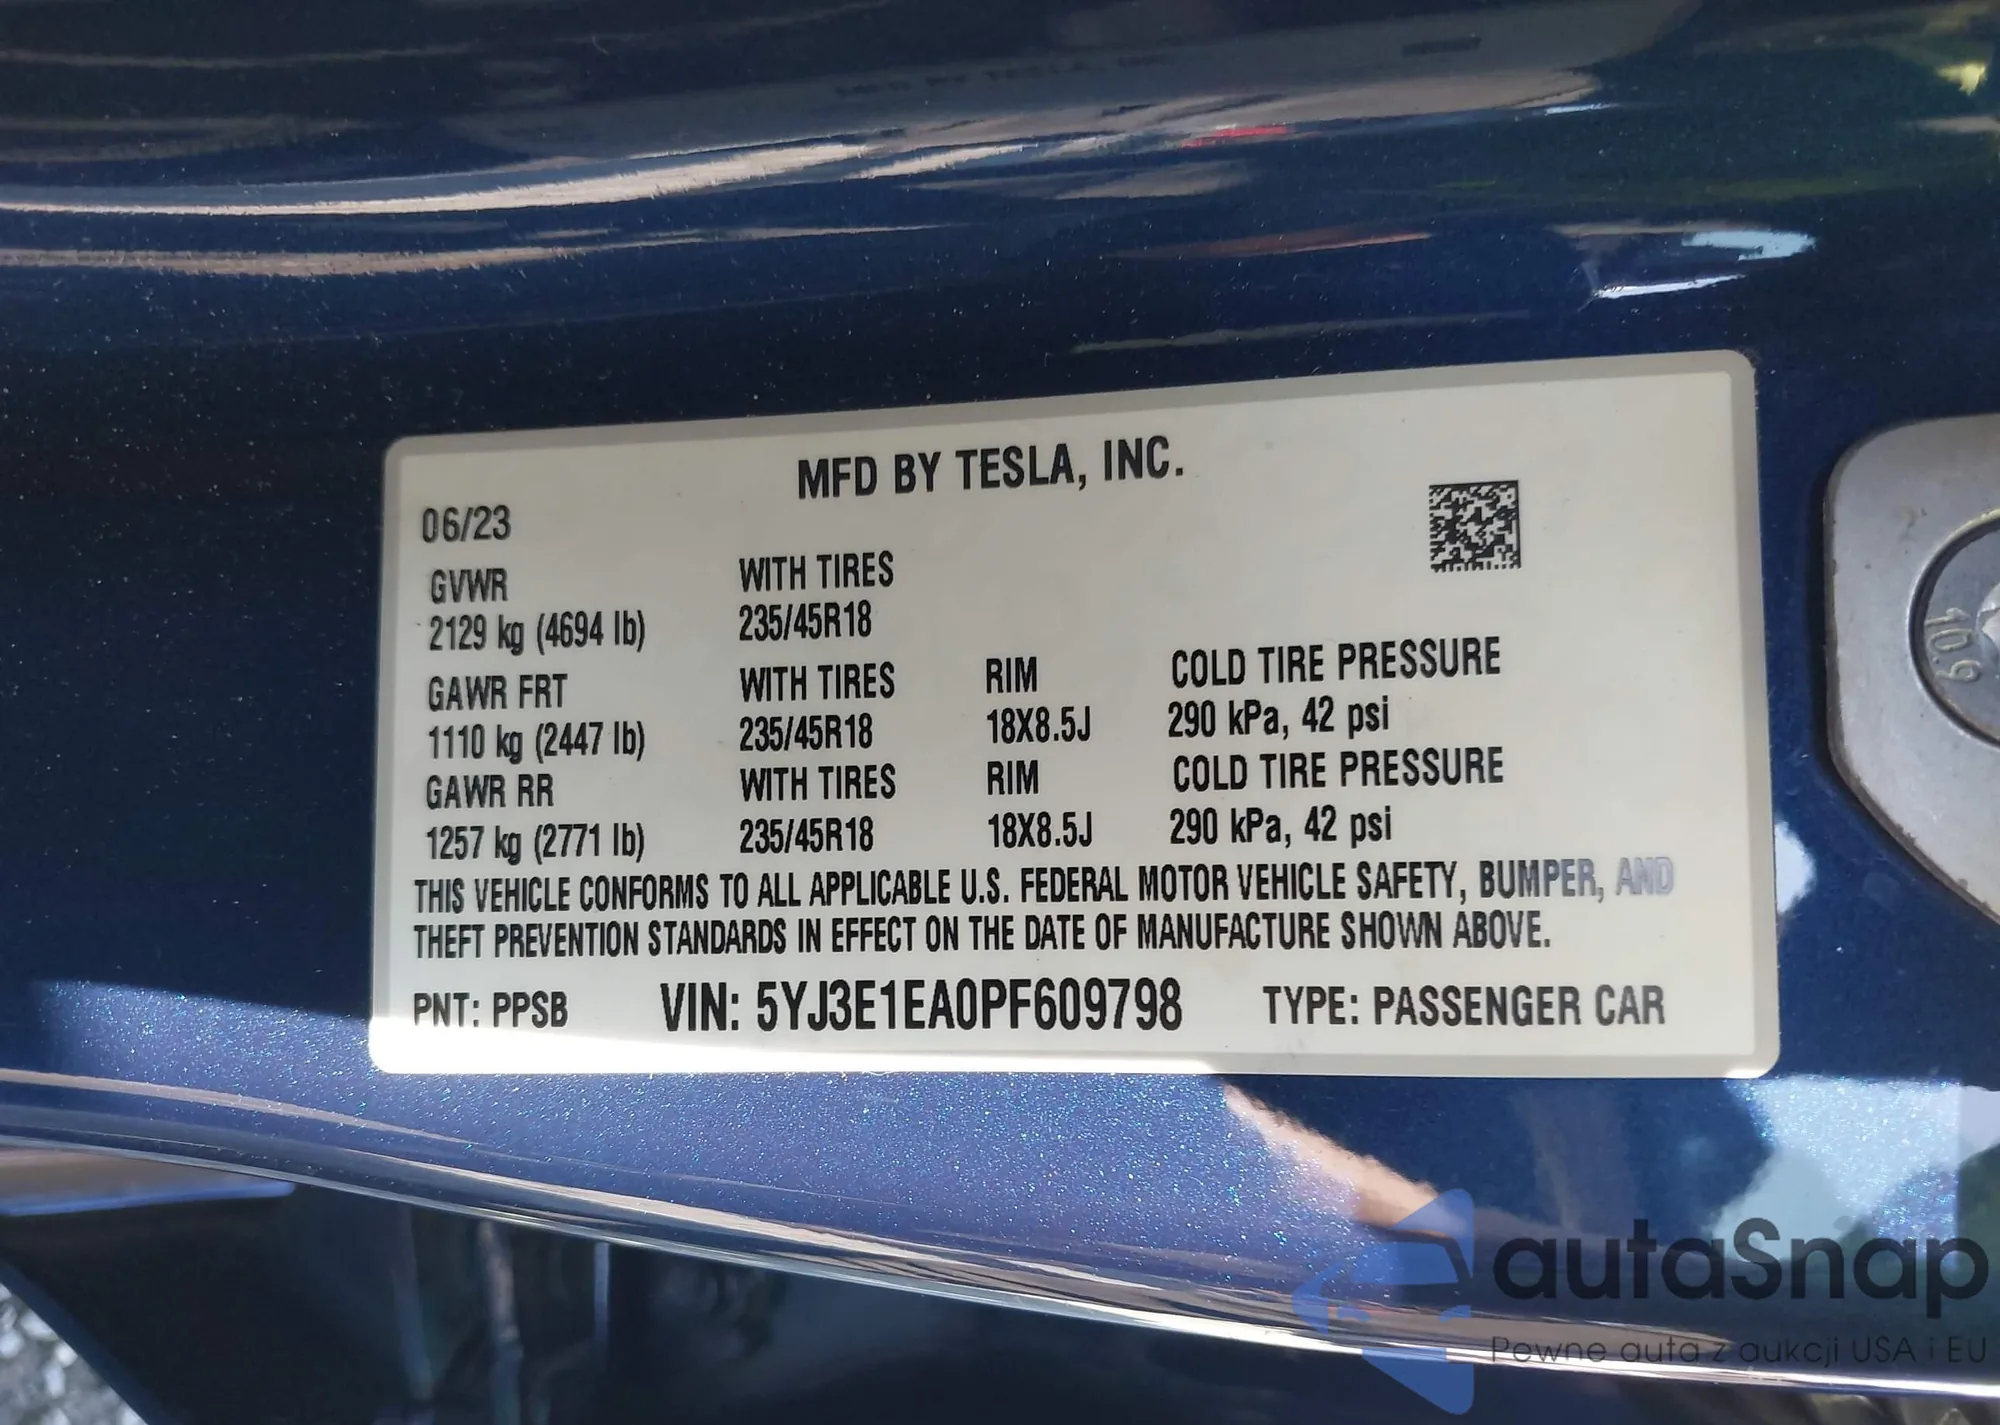 MFD BY TESLA, INC.
06/23
GVWR WITH TIRES
2129 kg (4694 lb) 235/45R18
GAWR FRT WITH TIRES RIM COLD TIRE PRESSURE
1110 kg (2447 lb) 235/45R18 18X8.5J 290 kPa, 42 psi
GAWR RR WITH TIRES RIM COLD TIRE PRESSURE
1257 kg (2771 lb) 235/45R18 18X8.5J 290 kPa, 42 psi
THIS VEHICLE CONFORMS TO ALL APPLICABLE U.S. FEDERAL MOTOR VEHICLE SAFETY, BUMPER, AND
THEFT PREVENTION STANDARDS IN EFFECT ON THE DATE OF MANUFACTURE SHOWN ABOVE.
PNT: PPSB VIN: 5YJ3E1EA0PF609798 TYPE: PASSENGER CAR
10.9
autaSnap
Pewne auta z aukcji USA i EU